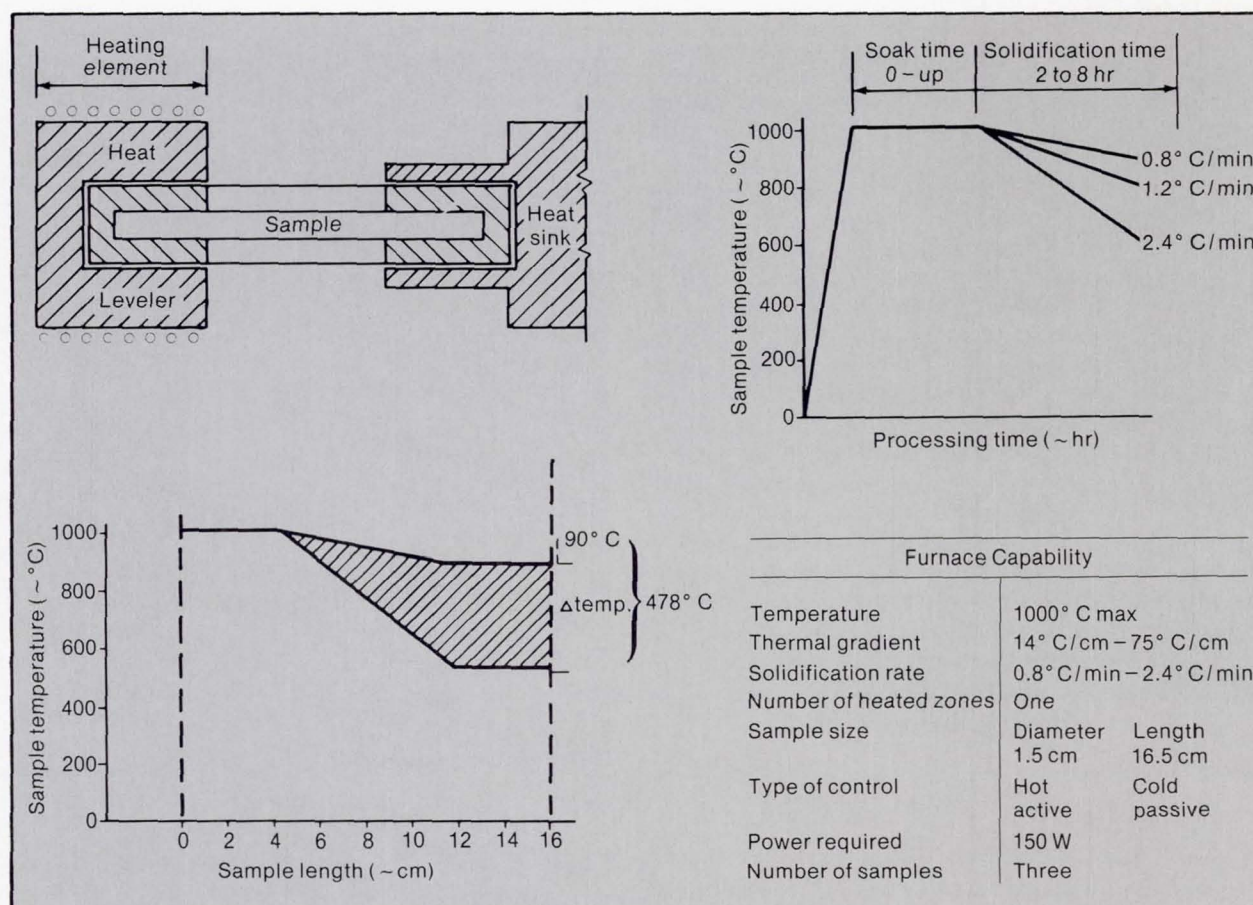 Heating
element
Heat
Sample
Heat
sink
Leveler
Soak time
0 – up
Solidification time
2 to 8 hr
Sample temperature (~°C)
1000
800
600
400
200
0
0.8° C/min
1.2° C/min
2.4° C/min
Processing time (~hr)
Sample temperature (~°C)
1000
800
600
400
200
0
0 2 4 6 8 10 12 14 16
Sample length (~cm)
90° C
Δtemp.
478° C
Furnace Capability
Temperature 1000° C max
Thermal gradient 14° C/cm – 75° C/cm
Solidification rate 0.8° C/min – 2.4° C/min
Number of heated zones One
Sample size Diameter Length
1.5 cm 16.5 cm
Type of control Hot Cold
active passive
Power required 150 W
Number of samples Three